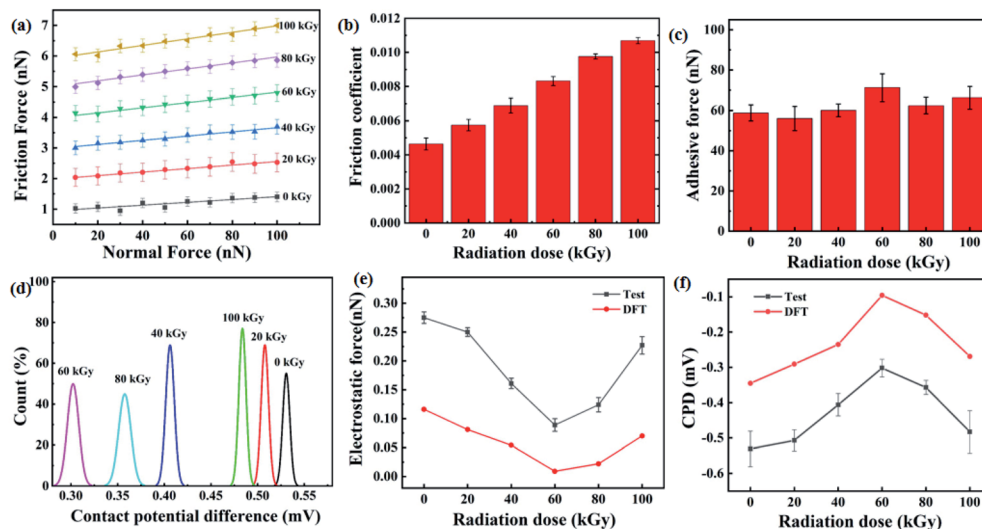 (a)
Friction Force (nN)
7
6
5
4
3
2
1
100 kGy
80 kGy
60 kGy
40 kGy
20 kGy
0 kGy
0 20 40 60 80 100
Normal Force (nN)
(b)
Friction coefficient
0.012
0.010
0.008
0.006
0.004
0.002
0.000
0 20 40 60 80 100
Radiation dose (kGy)
(c)
Adhesive force (nN)
100
80
60
40
20
0
0 20 40 60 80 100
Radiation dose (kGy)
(d)
Count (%)
100
80
60
40
20
0
60 kGy
80 kGy
40 kGy
100 kGy
20 kGy
0 kGy
0.30 0.35 0.40 0.45 0.50 0.55
Contact potential difference (mV)
(e)
Electrostatic force(nN)
0.30
0.25
0.20
0.15
0.10
0.05
0.00
Test
DFT
0 20 40 60 80 100
Radiation dose (kGy)
(f)
CPD (mV)
-0.1
-0.2
-0.3
-0.4
-0.5
-0.6
Test
DFT
0 20 40 60 80 100
Radiation dose (kGy)